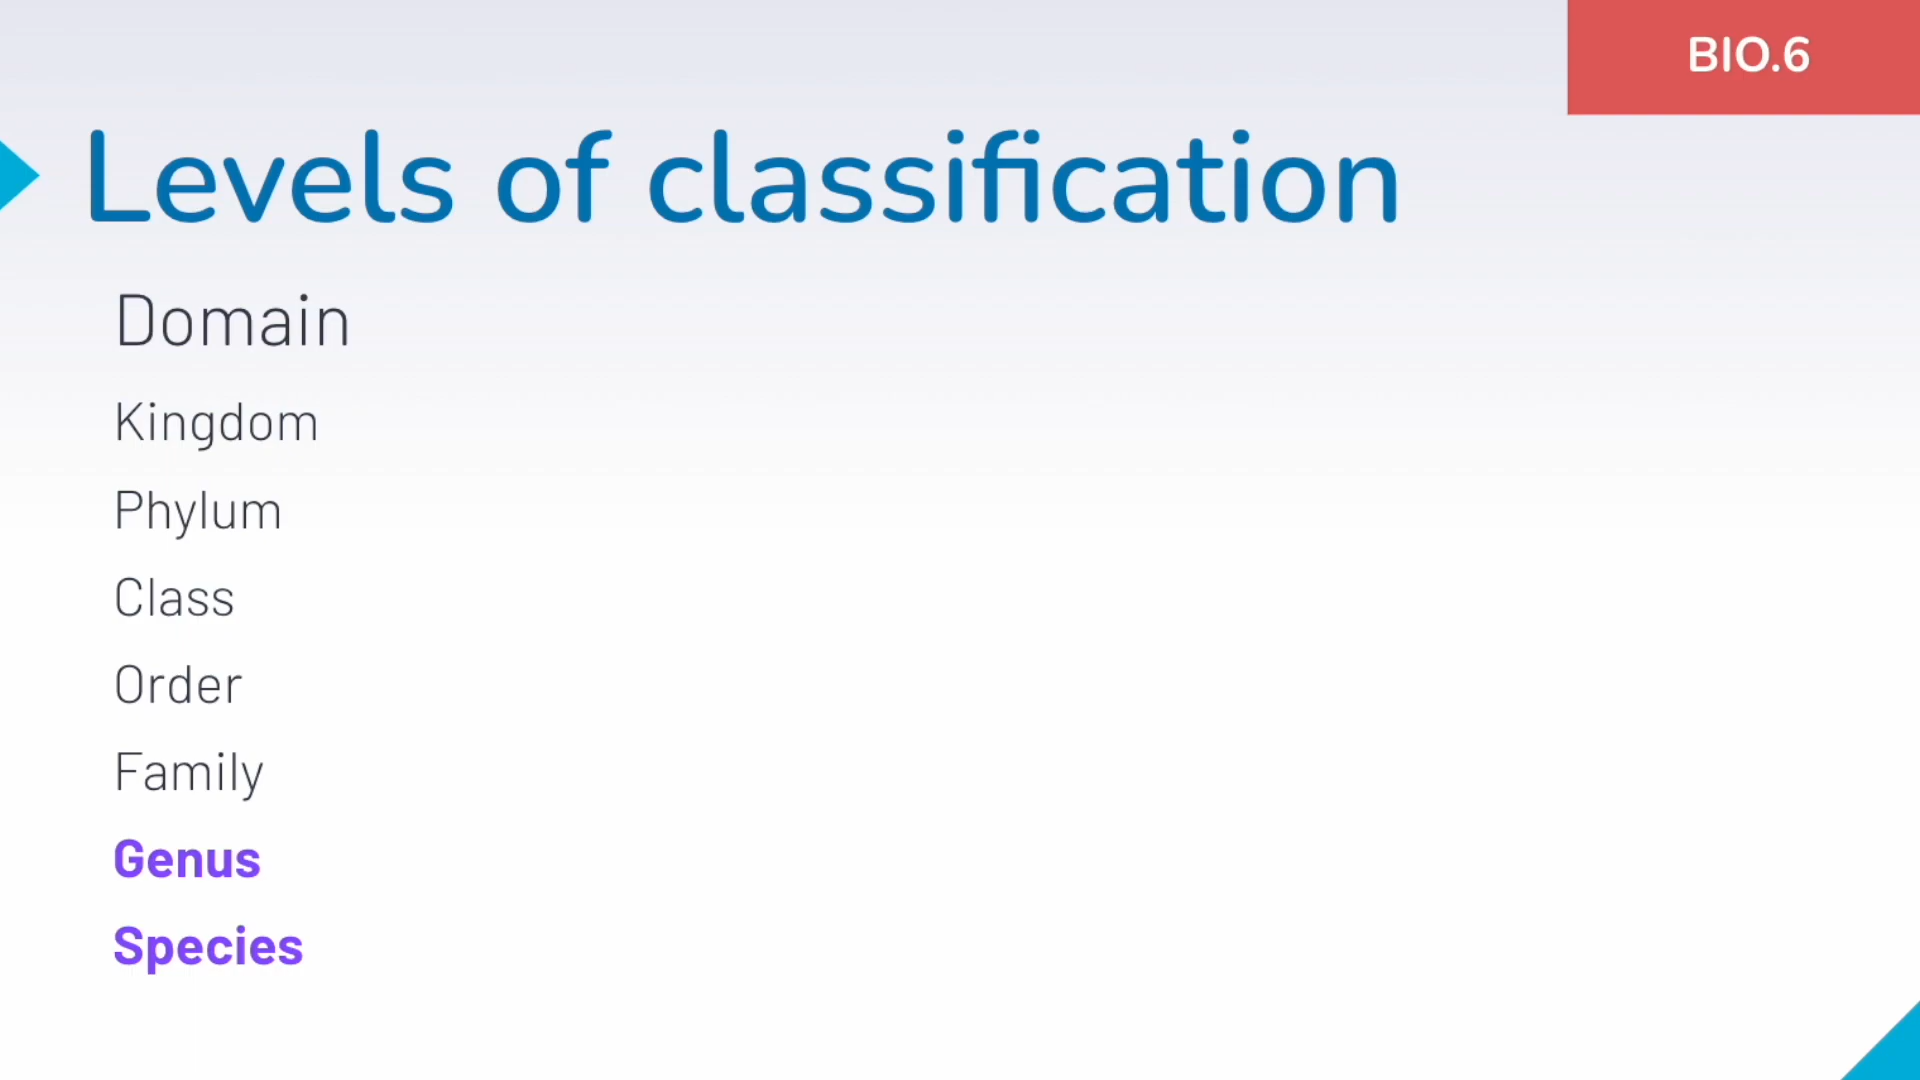 BIO.6
Levels of classification
Domain
Kingdom
Phylum
Class
Order
Family
Genus
Species